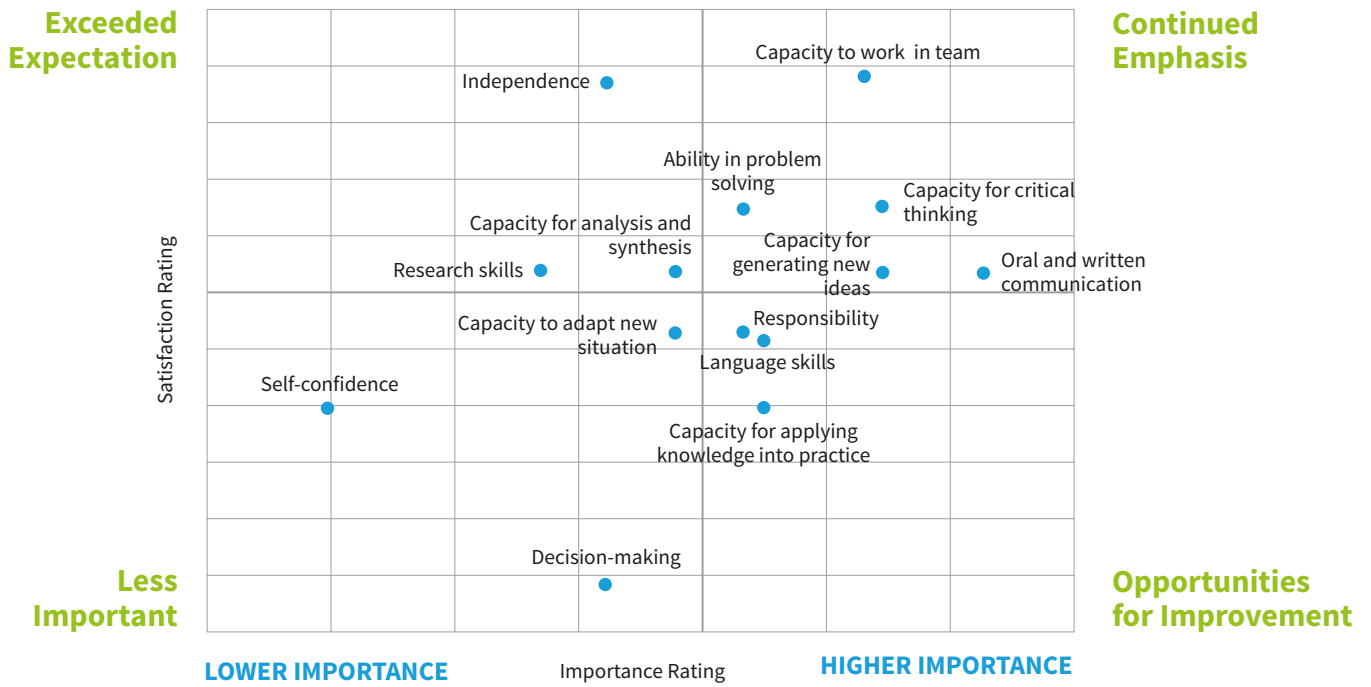 Exceeded
Expectation
Continued
Emphasis
Capacity to work  in team
Independence
Ability in problem
solving
Capacity for critical
thinking
Capacity for analysis and
synthesis
Capacity for
generating new
ideas
Research skills
Oral and written
communication
Satisfaction Rating
Capacity to adapt new
situation
Responsibility
Language skills
Self-confidence
Capacity for applying
knowledge into practice
Decision-making
Less
Important
Opportunities
for Improvement
LOWER IMPORTANCE
Importance Rating
HIGHER IMPORTANCE